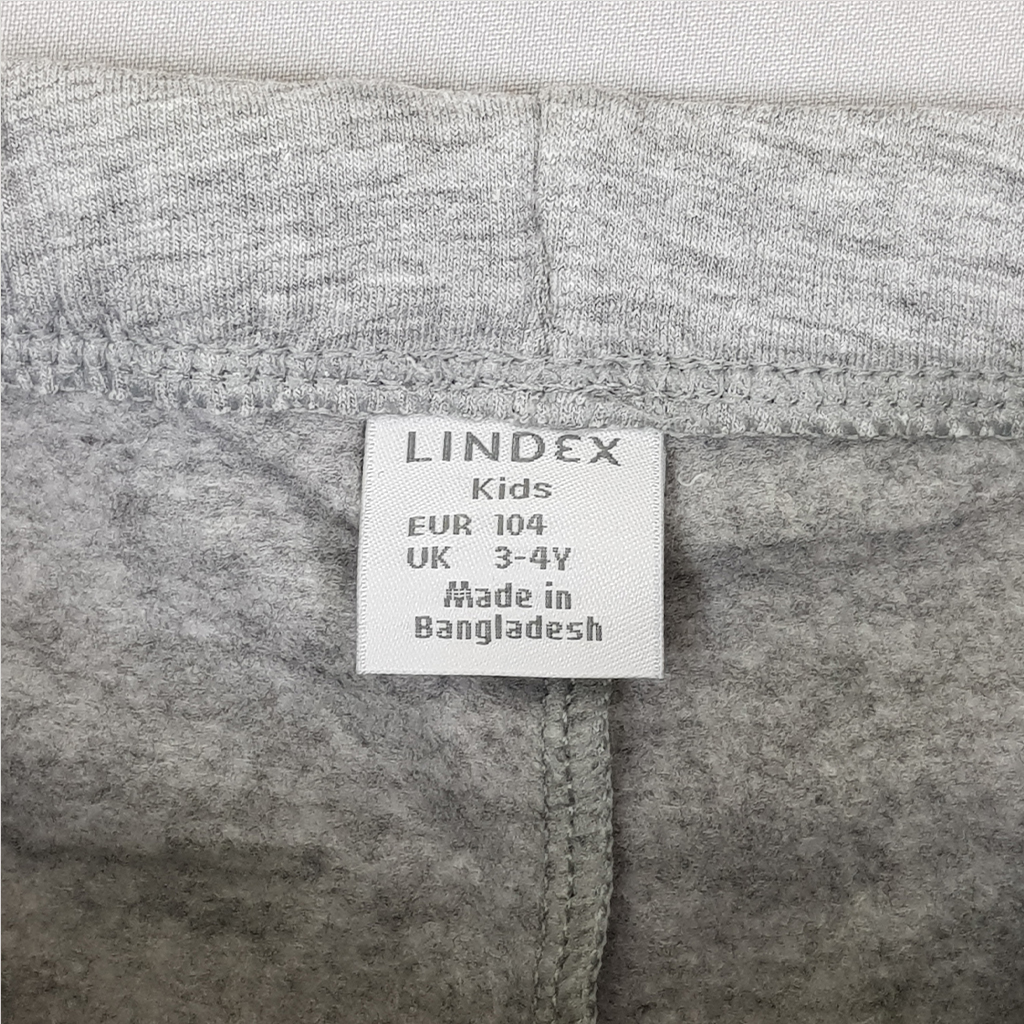 LINDEX
Kids
EUR 104
UK 3-4Y
Made in
Bangladesh